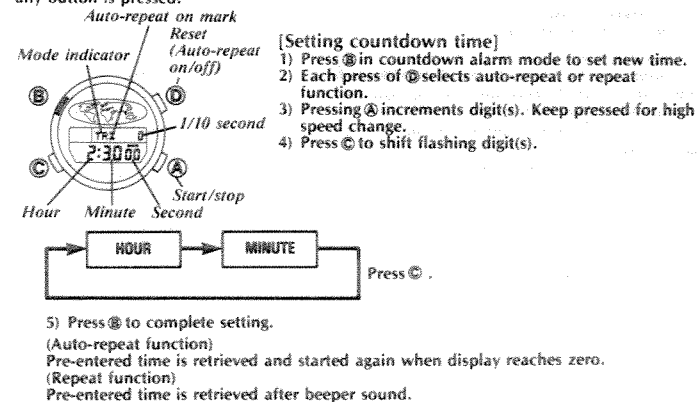 any button is pressed.
Auto-repeat on mark
Reset
(Auto-repeat
on/off)
Mode indicator
[Setting countdown time]
1) Press Ⓑ in countdown alarm mode to set new time.
2) Each press of Ⓓ selects auto-repeat or repeat
function.
3) Pressing Ⓐ increments digit(s). Keep pressed for high
speed change.
4) Press Ⓒ to shift flashing digit(s).
Ⓑ
Ⓓ
1/10 second
TR 0
2:30 00
Ⓒ
Ⓐ
Start/stop
Hour Minute Second
HOUR MINUTE
Press Ⓒ .
5) Press Ⓑ to complete setting.
(Auto-repeat function)
Pre-entered time is retrieved and started again when display reaches zero.
(Repeat function)
Pre-entered time is retrieved after beeper sound.